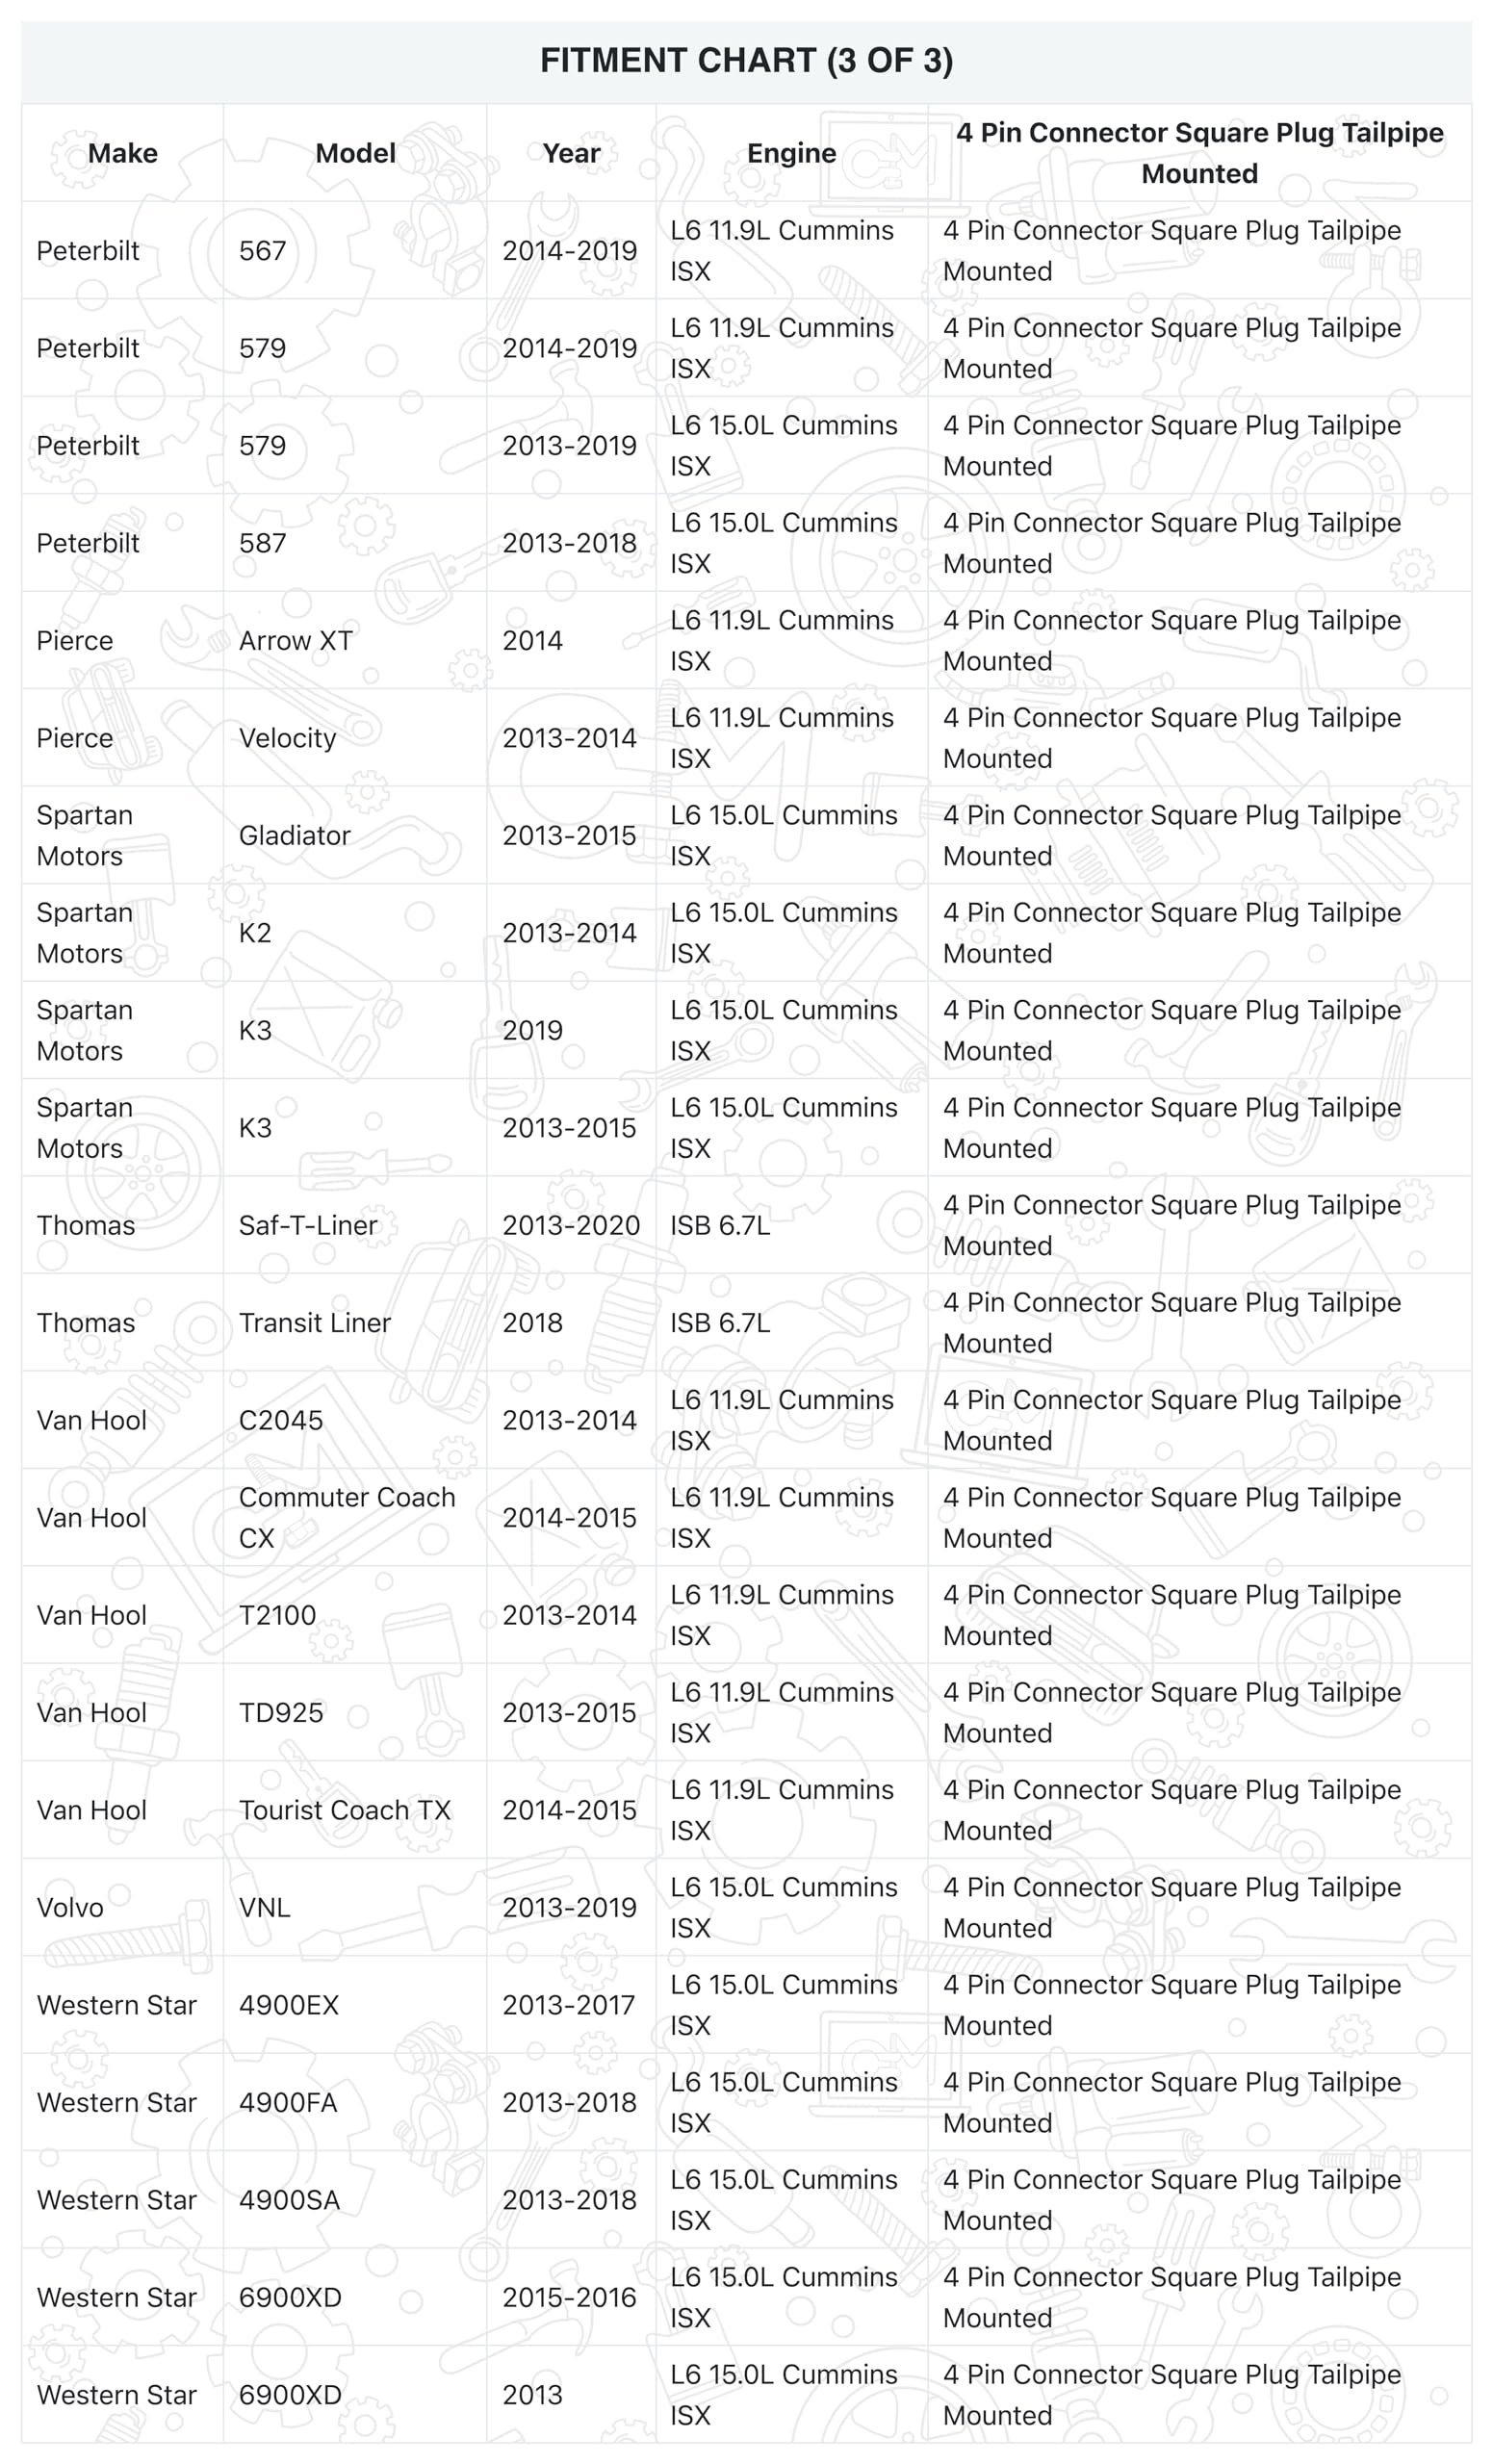 FITMENT CHART (3 OF 3)
Make Model Year Engine 4 Pin Connector Square Plug Tailpipe
Mounted
Peterbilt 567 2014-2019 L6 11.9L Cummins 4 Pin Connector Square Plug Tailpipe
ISX Mounted
Peterbilt 579 2014-2019 L6 11.9L Cummins 4 Pin Connector Square Plug Tailpipe
ISX Mounted
Peterbilt 579 2013-2019 L6 15.0L Cummins 4 Pin Connector Square Plug Tailpipe
ISX Mounted
Peterbilt 587 2013-2018 L6 15.0L Cummins 4 Pin Connector Square Plug Tailpipe
ISX Mounted
Pierce Arrow XT 2014 L6 11.9L Cummins 4 Pin Connector Square Plug Tailpipe
ISX Mounted
Pierce Velocity 2013-2014 L6 11.9L Cummins 4 Pin Connector Square Plug Tailpipe
ISX Mounted
Spartan Gladiator 2013-2015 L6 15.0L Cummins 4 Pin Connector Square Plug Tailpipe
Motors ISX Mounted
Spartan K2 2013-2014 L6 15.0L Cummins 4 Pin Connector Square Plug Tailpipe
Motors ISX Mounted
Spartan K3 2019 L6 15.0L Cummins 4 Pin Connector Square Plug Tailpipe
Motors ISX Mounted
Spartan K3 2013-2015 L6 15.0L Cummins 4 Pin Connector Square Plug Tailpipe
Motors ISX Mounted
Thomas Saf-T-Liner 2013-2020 ISB 6.7L 4 Pin Connector Square Plug Tailpipe
Mounted
Thomas Transit Liner 2018 ISB 6.7L 4 Pin Connector Square Plug Tailpipe
Mounted
Van Hool C2045 2013-2014 L6 11.9L Cummins 4 Pin Connector Square Plug Tailpipe
ISX Mounted
Van Hool Commuter Coach 2014-2015 L6 11.9L Cummins 4 Pin Connector Square Plug Tailpipe
CX ISX Mounted
Van Hool T2100 2013-2014 L6 11.9L Cummins 4 Pin Connector Square Plug Tailpipe
ISX Mounted
Van Hool TD925 2013-2015 L6 11.9L Cummins 4 Pin Connector Square Plug Tailpipe
ISX Mounted
Van Hool Tourist Coach TX 2014-2015 L6 11.9L Cummins 4 Pin Connector Square Plug Tailpipe
ISX Mounted
Volvo VNL 2013-2019 L6 15.0L Cummins 4 Pin Connector Square Plug Tailpipe
ISX Mounted
Western Star 4900EX 2013-2017 L6 15.0L Cummins 4 Pin Connector Square Plug Tailpipe
ISX Mounted
Western Star 4900FA 2013-2018 L6 15.0L Cummins 4 Pin Connector Square Plug Tailpipe
ISX Mounted
Western Star 4900SA 2013-2018 L6 15.0L Cummins 4 Pin Connector Square Plug Tailpipe
ISX Mounted
Western Star 6900XD 2015-2016 L6 15.0L Cummins 4 Pin Connector Square Plug Tailpipe
ISX Mounted
Western Star 6900XD 2013 L6 15.0L Cummins 4 Pin Connector Square Plug Tailpipe
ISX Mounted